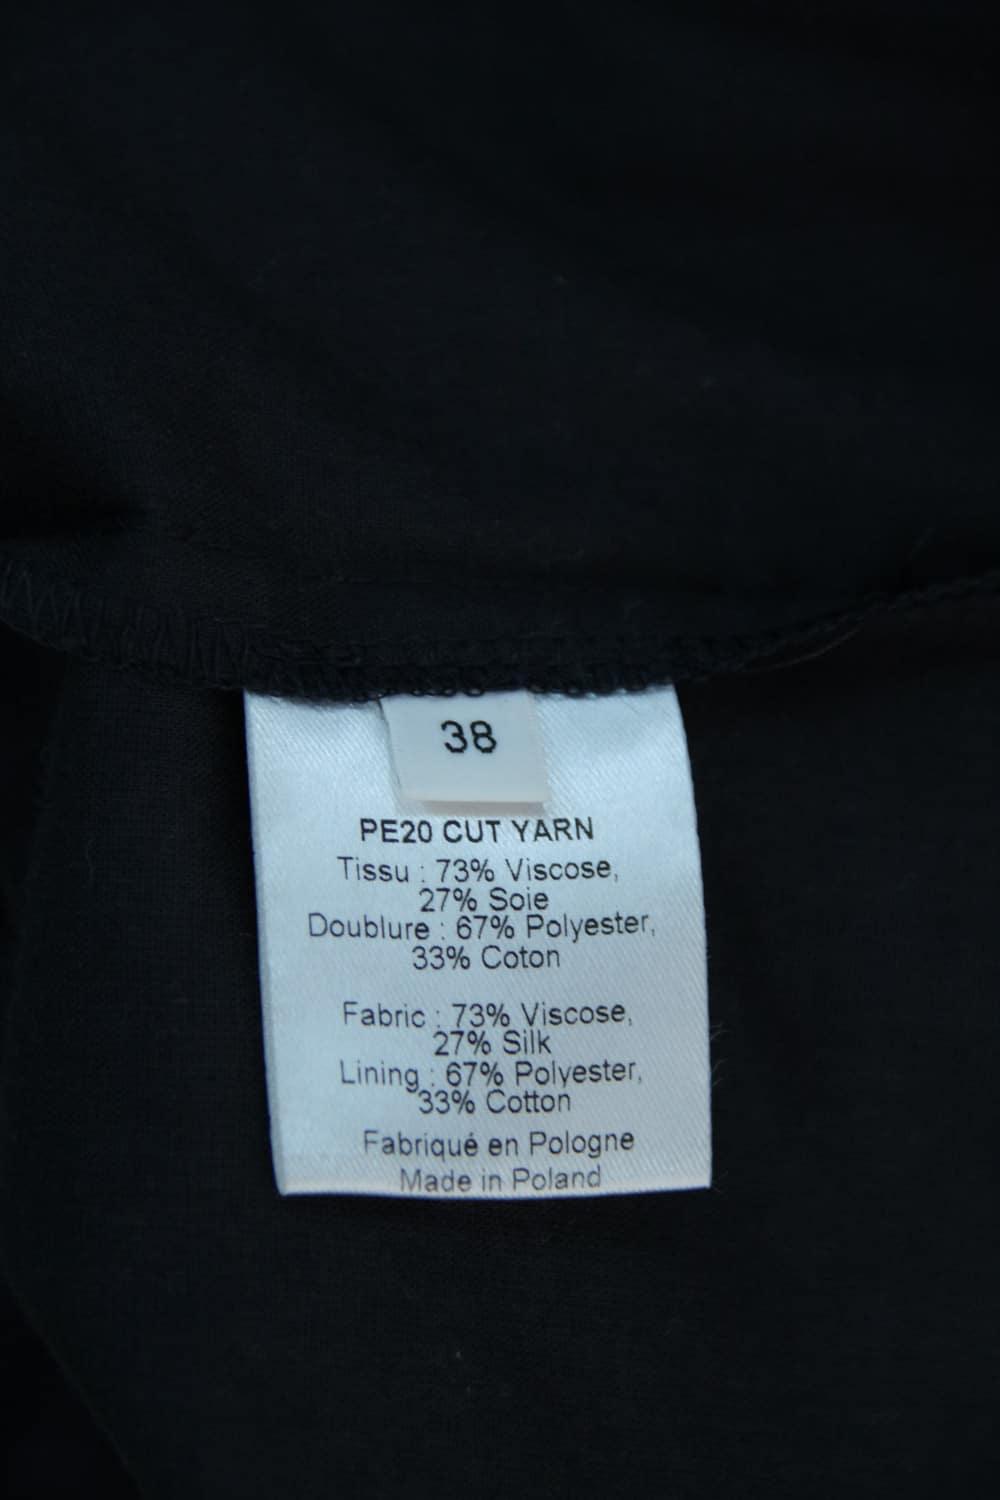 38
PE20 CUT YARN
Tissu : 73% Viscose,
27% Soie
Doublure : 67% Polyester,
33% Coton
Fabric : 73% Viscose,
27% Silk
Lining : 67% Polyester,
33% Cotton
Fabriqué en Pologne
Made in Poland